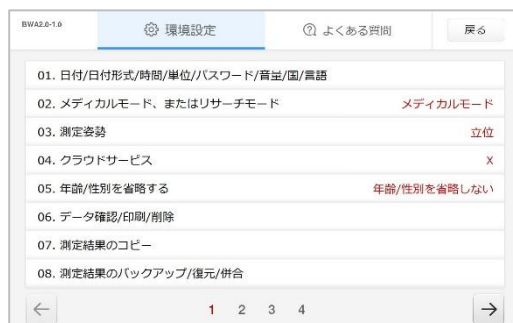 BWA2.0-1.0 環境設定 よくある質問 戻る
01. 日付/日付形式/時間/単位/パスワード/音量/国/言語
02. メディカルモード、またはリサーチモード メディカルモード
03. 測定姿勢 立位
04. クラウドサービス X
05. 年齢/性別を省略する 年齢/性別を省略しない
06. データ確認/印刷/削除
07. 測定結果のコピー
08. 測定結果のバックアップ/復元/併合
← 1 2 3 4 →